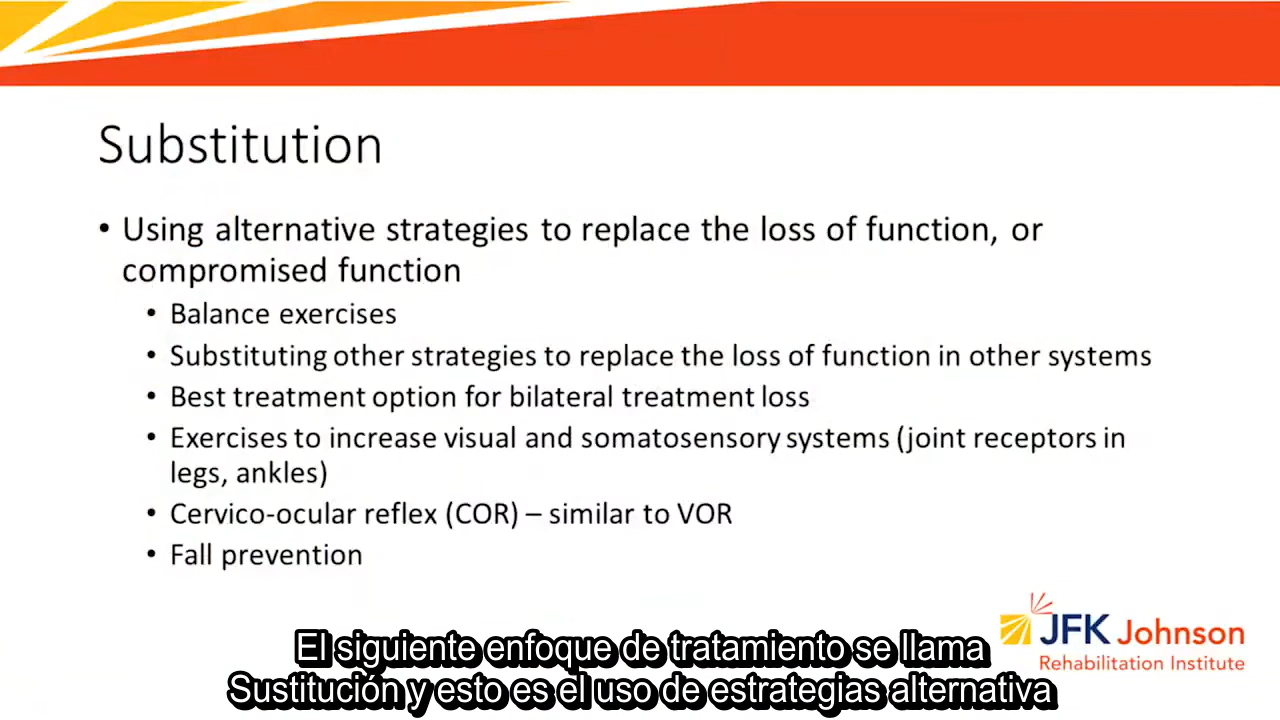 Substitution
• Using alternative strategies to replace the loss of function, or
compromised function
• Balance exercises
• Substituting other strategies to replace the loss of function in other systems
• Best treatment option for bilateral treatment loss
• Exercises to increase visual and somatosensory systems (joint receptors in
legs, ankles)
• Cervico-ocular reflex (COR) – similar to VOR
• Fall prevention
JFK Johnson
Rehabilitation Institute
El siguiente enfoque de tratamiento se llama
Sustitución y esto es el uso de estrategias alternativa